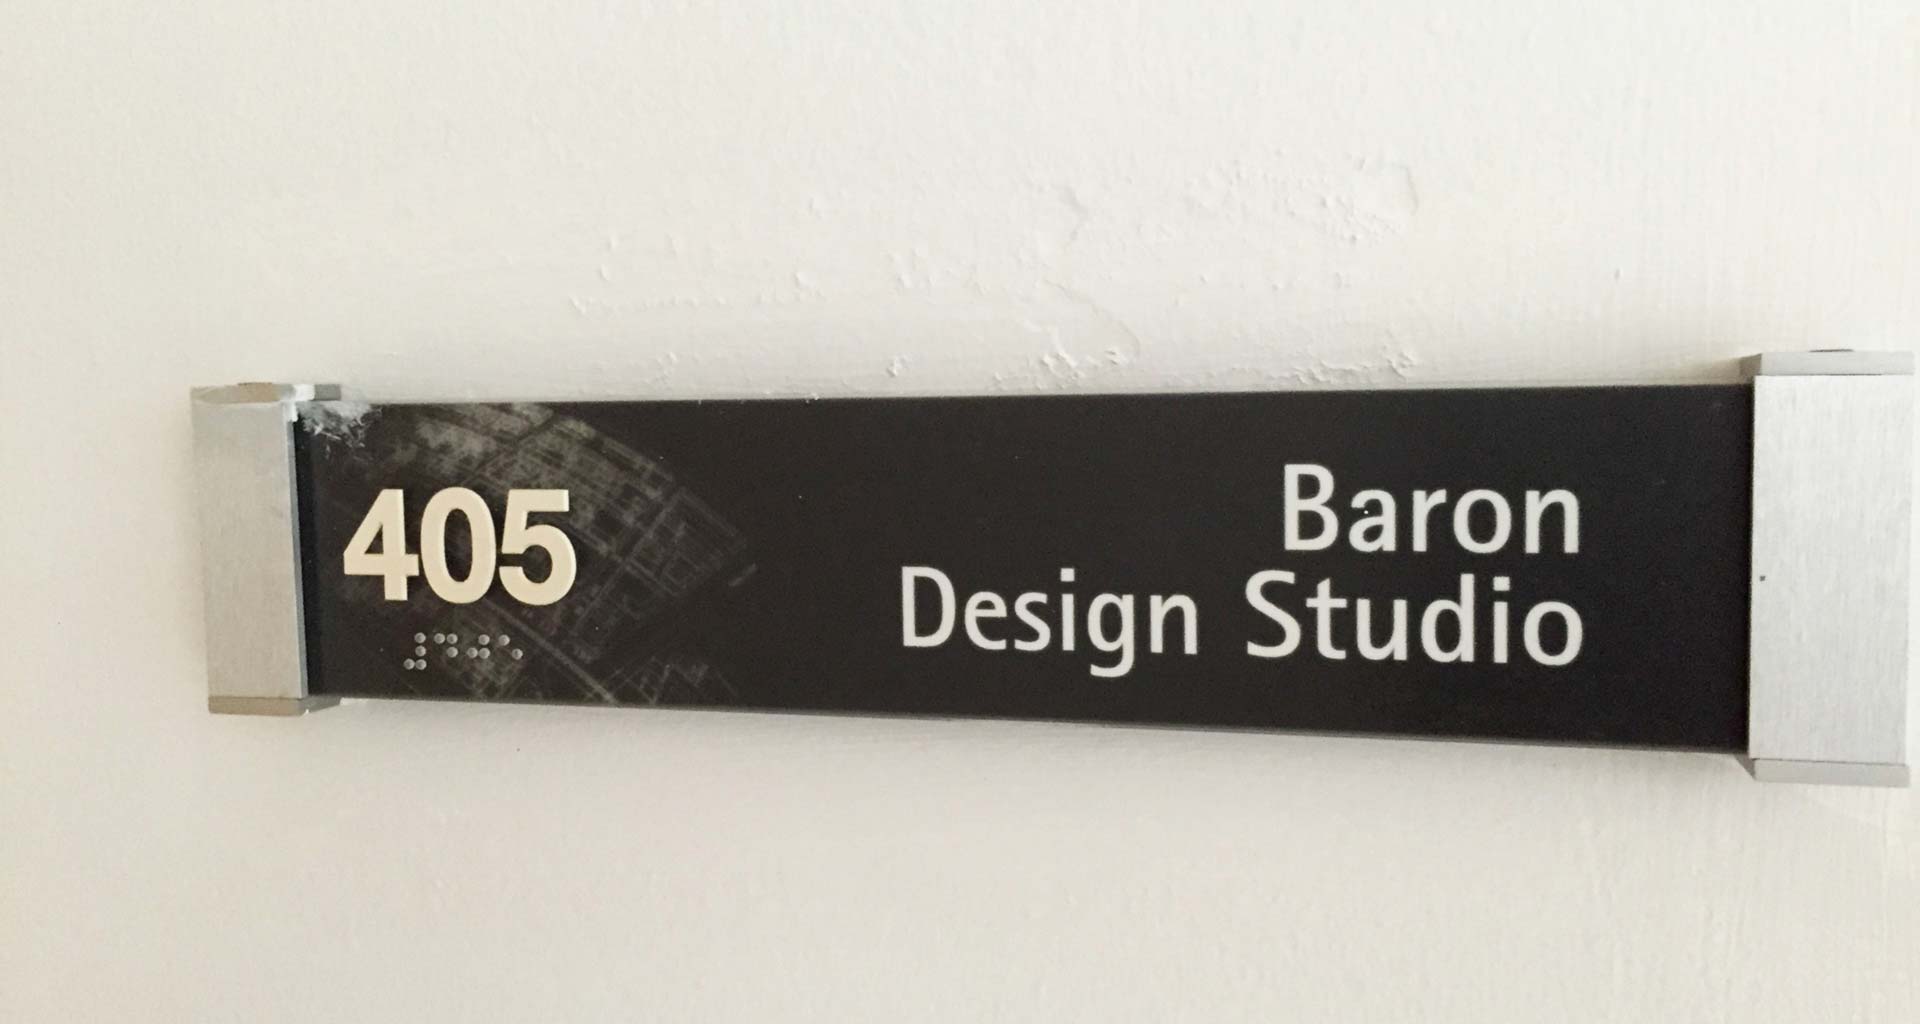 405
⠼⠙⠚⠑
Baron
Design Studio